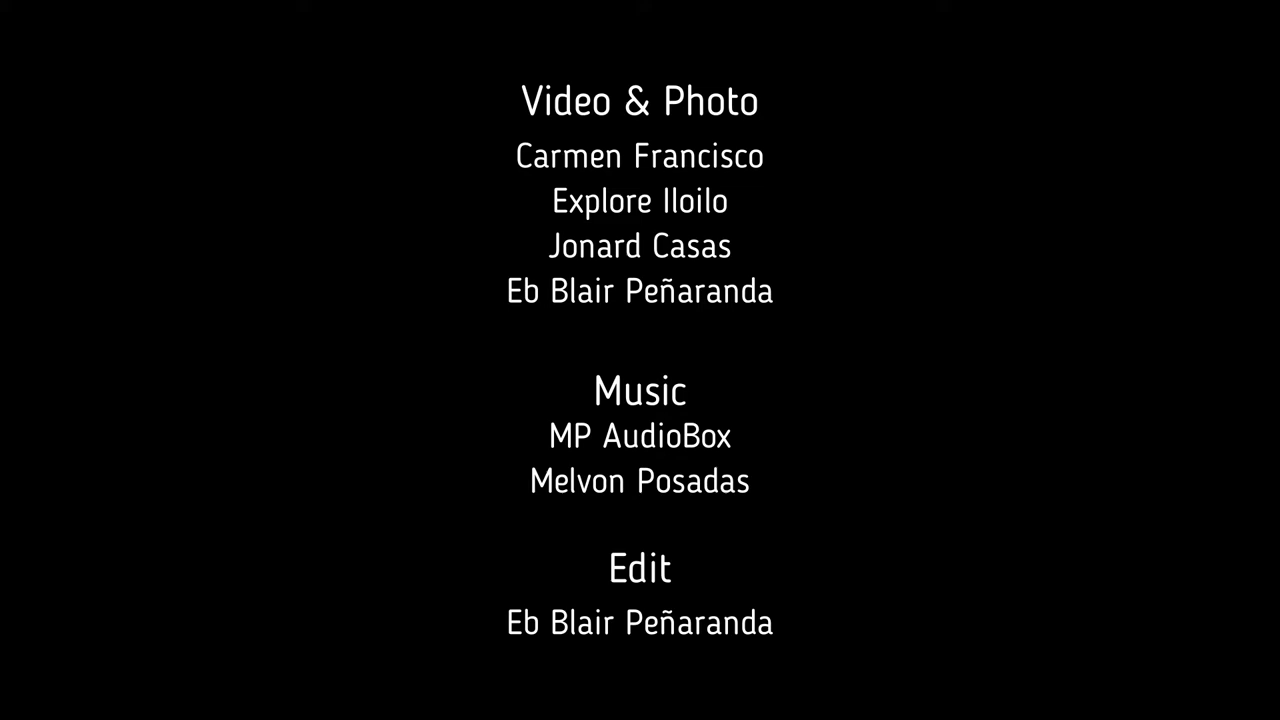 Video & Photo
Carmen Francisco
Explore Iloilo
Jonard Casas
Eb Blair Peñaranda
Music
MP AudioBox
Melvon Posadas
Edit
Eb Blair Peñaranda